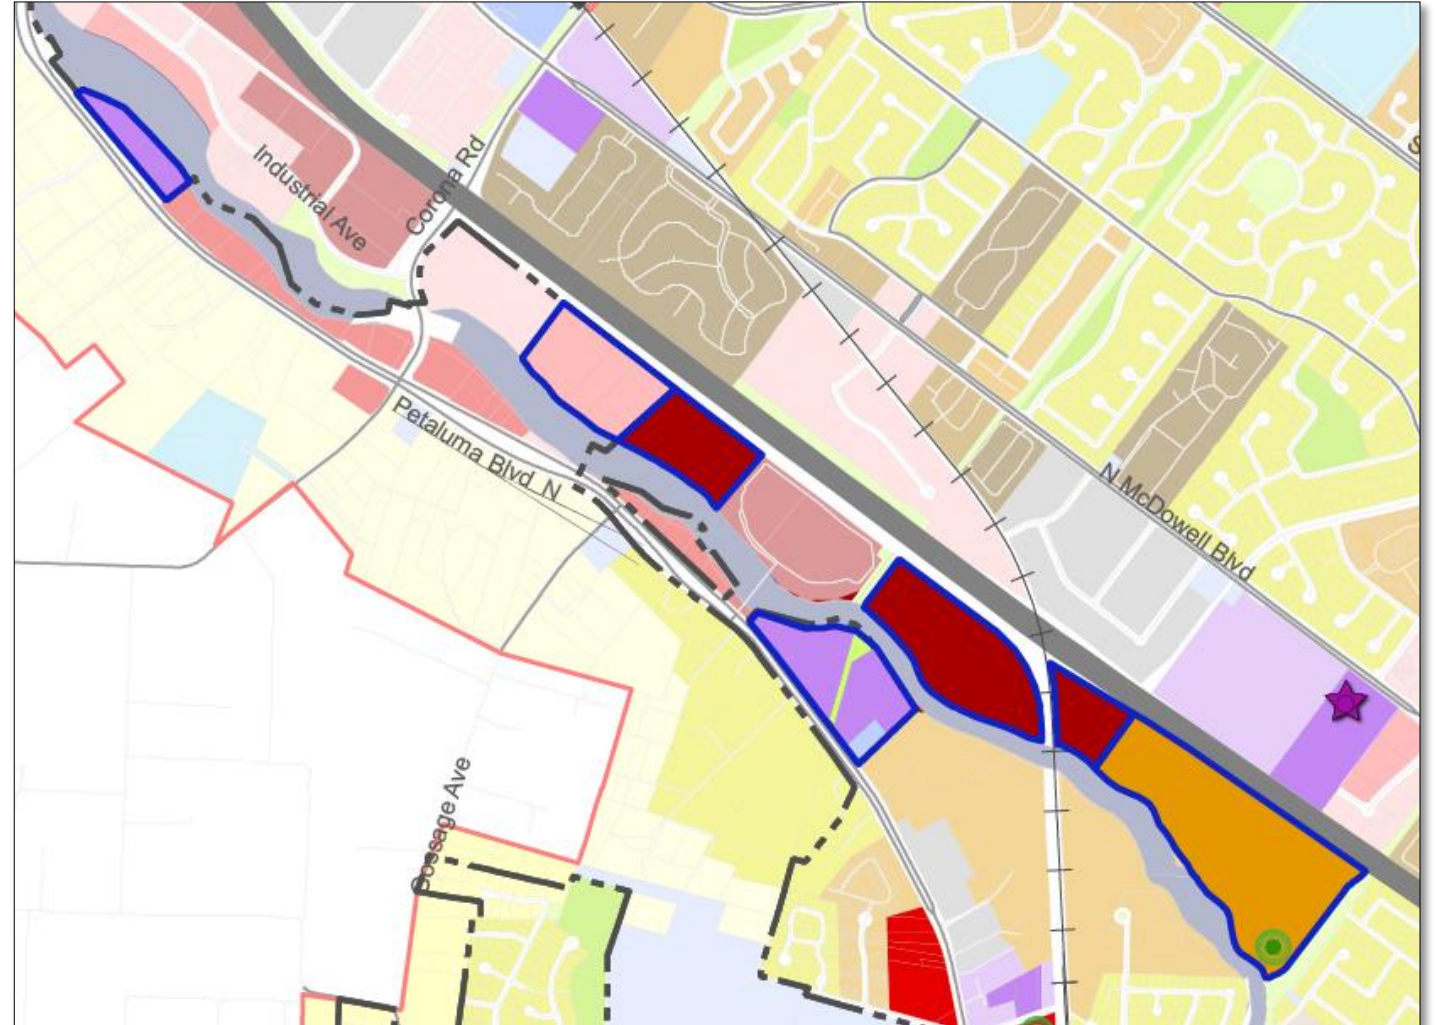 Corona Rd
Industrial Ave
Petaluma Blvd N
N McDowell Blvd
Gossage Ave